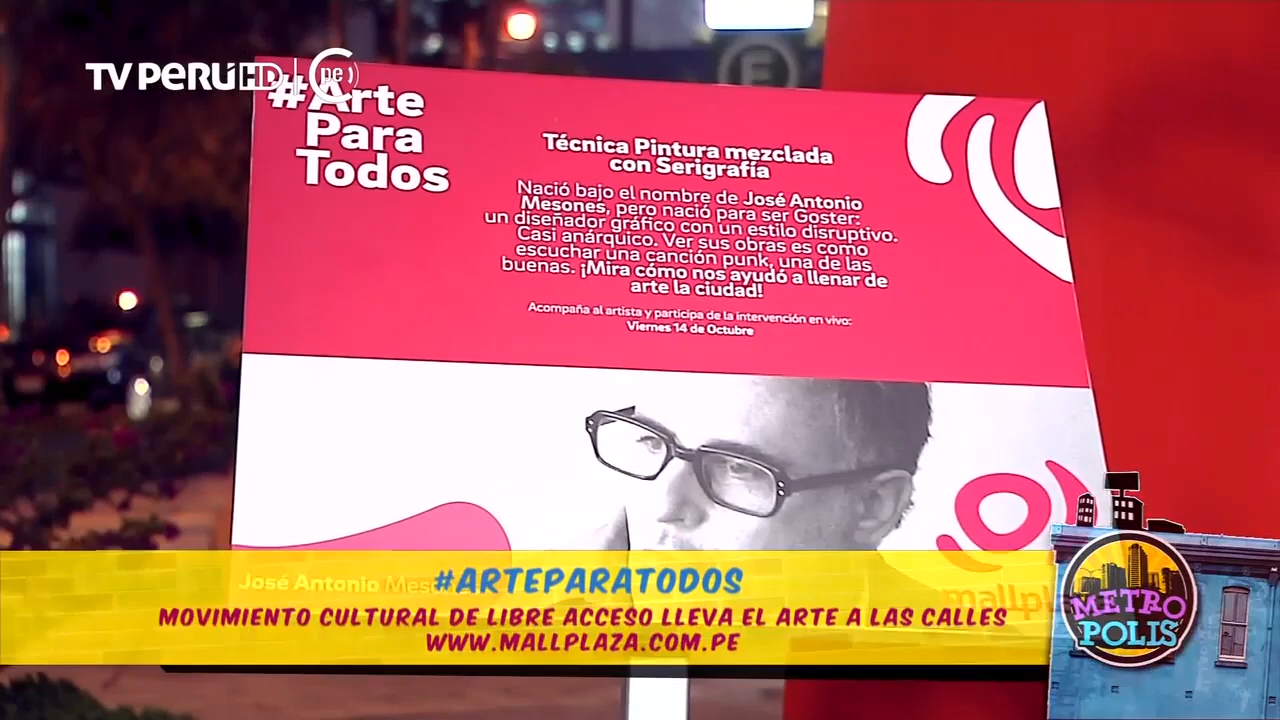 TV PERÚ HD
pe
E
#Arte
Para
Todos
Técnica Pintura mezclada
con Serigrafía
Nació bajo el nombre de José Antonio
Mesones, pero nació para ser Goster:
un diseñador gráfico con un estilo disruptivo.
Casi anárquico. Ver sus obras es como
escuchar una canción punk, una de las
buenas. ¡Mira cómo nos ayudó a llenar de
arte la ciudad!
Acompaña al artista y participa de la intervención en vivo:
Viernes 14 de Octubre
José Antonio
#ARTEPARATODOS
MOVIMIENTO CULTURAL DE LIBRE ACCESO LLEVA EL ARTE A LAS CALLES
WWW.MALLPLAZA.COM.PE
METRO
POLIS